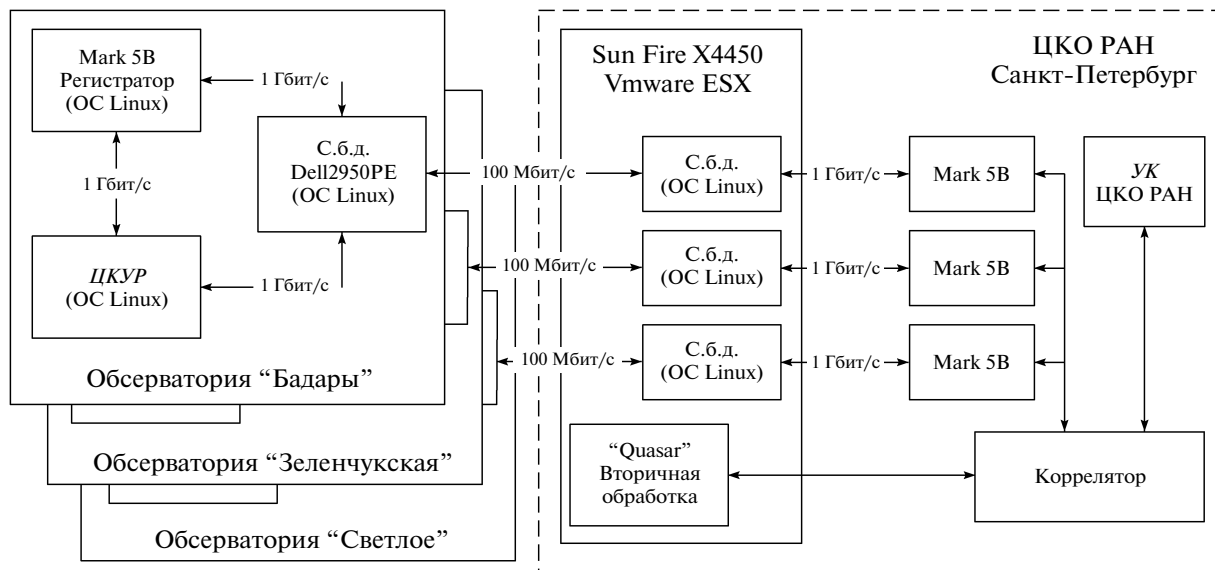 Mark 5B
Регистратор
(ОС Linux)
1 Гбит/с
1 Гбит/с
С.б.д.
Dell2950PE
(ОС Linux)
ЦКУР
(ОС Linux)
1 Гбит/с
Обсерватория “Бадары”
Обсерватория “Зеленчукская”
Обсерватория “Светлое”
100 Мбит/с
100 Мбит/с
100 Мбит/с
Sun Fire X4450
Vmware ESX
С.б.д.
(ОС Linux)
С.б.д.
(ОС Linux)
С.б.д.
(ОС Linux)
“Quasar”
Вторичная
обработка
ЦКО РАН
Санкт-Петербург
1 Гбит/с
1 Гбит/с
1 Гбит/с
Mark 5B
Mark 5B
Mark 5B
УК
ЦКО РАН
Коррелятор